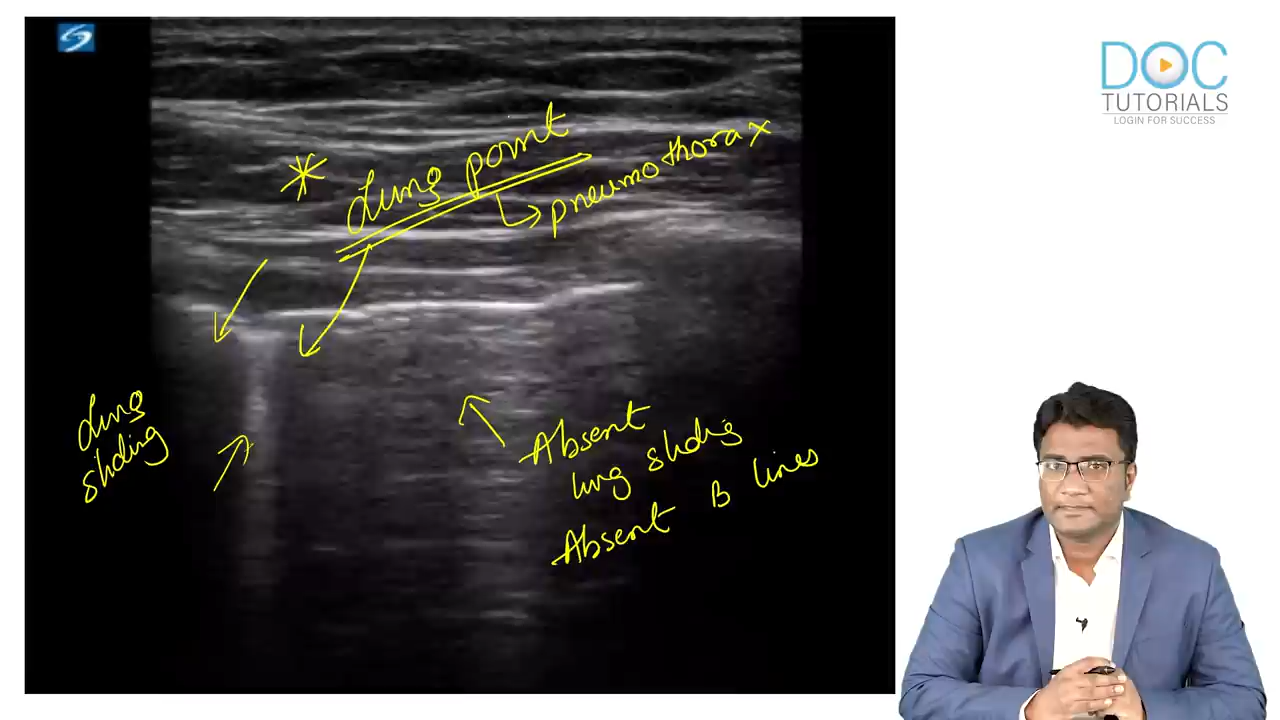 DOC
TUTORIALS
LOGIN FOR SUCCESS
* Lung point
pneumothorax
Lung
sliding
Absent
lung sliding
Absent B lines